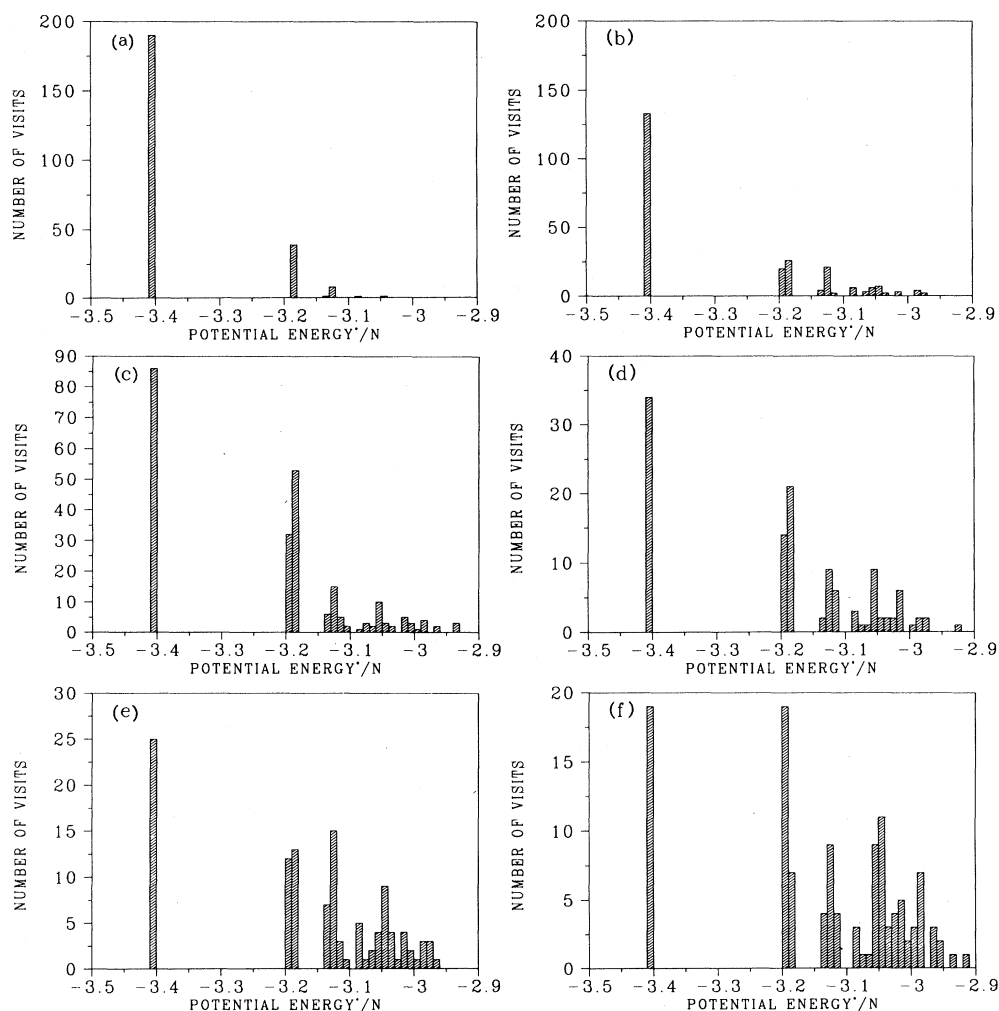 (a)
200
150
100
50
0
NUMBER OF VISITS
-3.5 -3.4 -3.3 -3.2 -3.1 -3 -2.9
POTENTIAL ENERGY*/N
(b)
200
150
100
50
0
NUMBER OF VISITS
-3.5 -3.4 -3.3 -3.2 -3.1 -3 -2.9
POTENTIAL ENERGY*/N
(c)
90
80
70
60
50
40
30
20
10
0
NUMBER OF VISITS
-3.5 -3.4 -3.3 -3.2 -3.1 -3 -2.9
POTENTIAL ENERGY*/N
(d)
40
30
20
10
0
NUMBER OF VISITS
-3.5 -3.4 -3.3 -3.2 -3.1 -3 -2.9
POTENTIAL ENERGY*/N
(e)
30
25
20
15
10
5
0
NUMBER OF VISITS
-3.5 -3.4 -3.3 -3.2 -3.1 -3 -2.9
POTENTIAL ENERGY*/N
(f)
20
15
10
5
0
NUMBER OF VISITS
-3.5 -3.4 -3.3 -3.2 -3.1 -3 -2.9
POTENTIAL ENERGY*/N